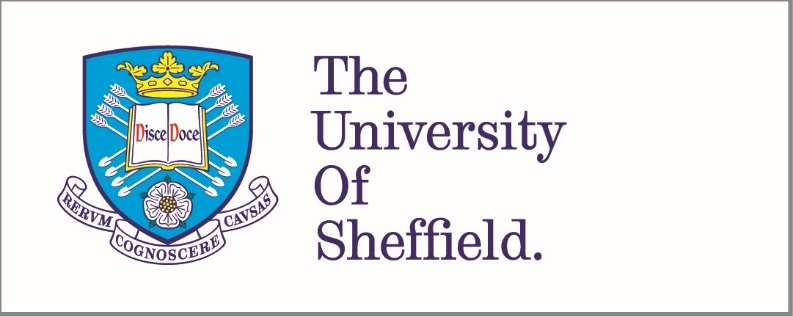 Disce Doce
RERVM
COGNOSCERE
CAVSAS
The
University
Of
Sheffield.